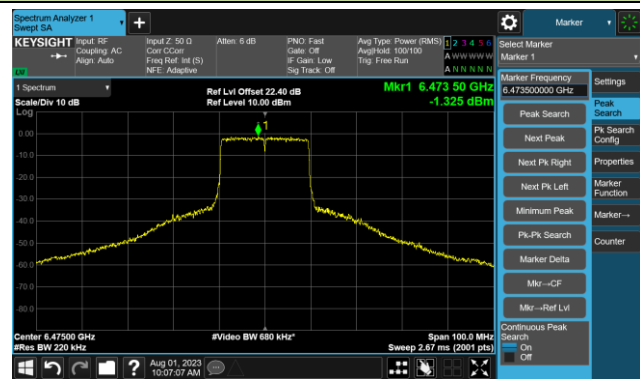 Spectrum Analyzer 1
Swept SA
Marker
KEYSIGHT
Input: RF
Coupling: AC
Align: Auto
Input Z: 50 Ω
Corr CCorr
Freq Ref: Int (S)
NFE: Adaptive
Atten: 6 dB
PNO: Fast
Gate: Off
IF Gain: Low
Sig Track: Off
Avg Type: Power (RMS)
Avg|Hold: 100/100
Trig: Free Run
1 2 3 4 5 6
A W W W W W
A N N N N N
LW
Select Marker
Marker 1
1 Spectrum
Scale/Div 10 dB
Log
Ref Lvl Offset 22.40 dB
Ref Level 10.00 dBm
Mkr1 6.473 50 GHz
-1.325 dBm
1
0.00
-10.0
-20.0
-30.0
-40.0
-50.0
-60.0
-70.0
-80.0
Center 6.47500 GHz
#Res BW 220 kHz
#Video BW 680 kHz*
Span 100.0 MHz
Sweep 2.67 ms (2001 pts)
Marker Frequency
6.473500000 GHz
Peak Search
Next Peak
Next Pk Right
Next Pk Left
Minimum Peak
Pk-Pk Search
Marker Delta
Mkr→CF
Mkr→Ref Lvl
Continuous Peak
Search
On
Off
Settings
Peak
Search
Pk Search
Config
Properties
Marker
Function
Marker→
Counter
Aug 01, 2023
10:07:07 AM